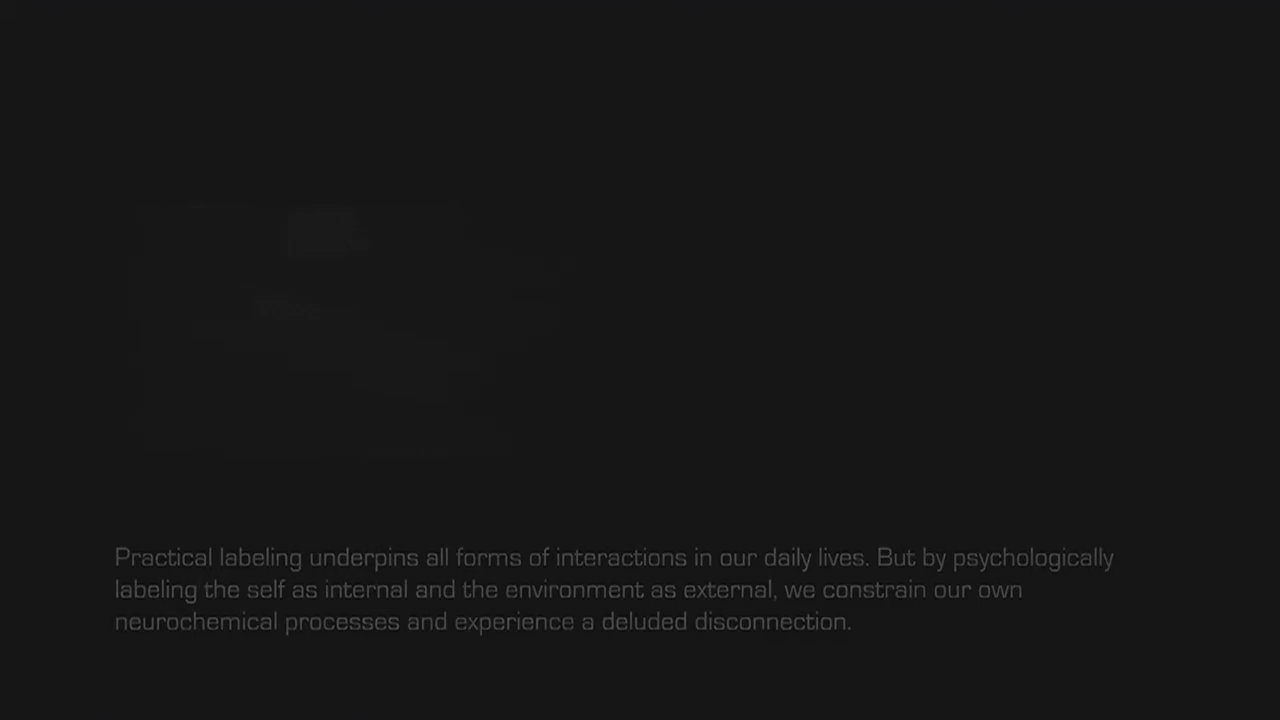 Practical labeling underpins all forms of interactions in our daily lives. But by psychologically
labeling the self as internal and the environment as external, we constrain our own
neurochemical processes and experience a deluded disconnection.